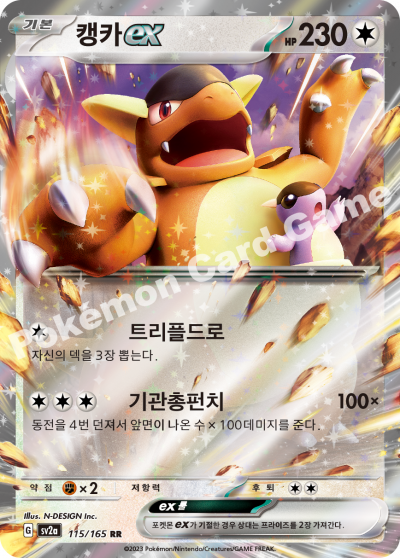 기본 캥카ex HP 230
트리플드로
자신의 덱을 3장 뽑는다.
기관총펀치 100×
동전을 4번 던져서 앞면이 나온 수×100데미지를 준다.
약점 ×2 저항력 후퇴
ex룰
포켓몬 ex가 기절한 경우 상대는 프라이즈를 2장 가져간다.
Illus. N-DESIGN Inc.
G sv2a 115/165 RR
©2023 Pokémon/Nintendo/Creatures/GAME FREAK.
Pokémon Card Game